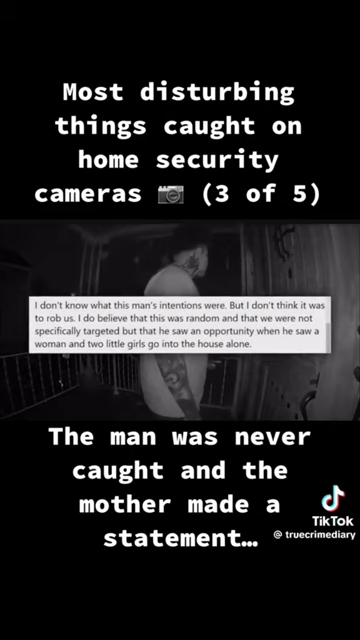 Most disturbing
things caught on
home security
cameras 📷 (3 of 5)
I don't know what this man's intentions were. But I don't think it was
to rob us. I do believe that this was random and that we were not
specifically targeted but that he saw an opportunity when he saw a
woman and two little girls go into the house alone.
The man was never
caught and the
mother made a
statement…
TikTok
@ truecrimediary